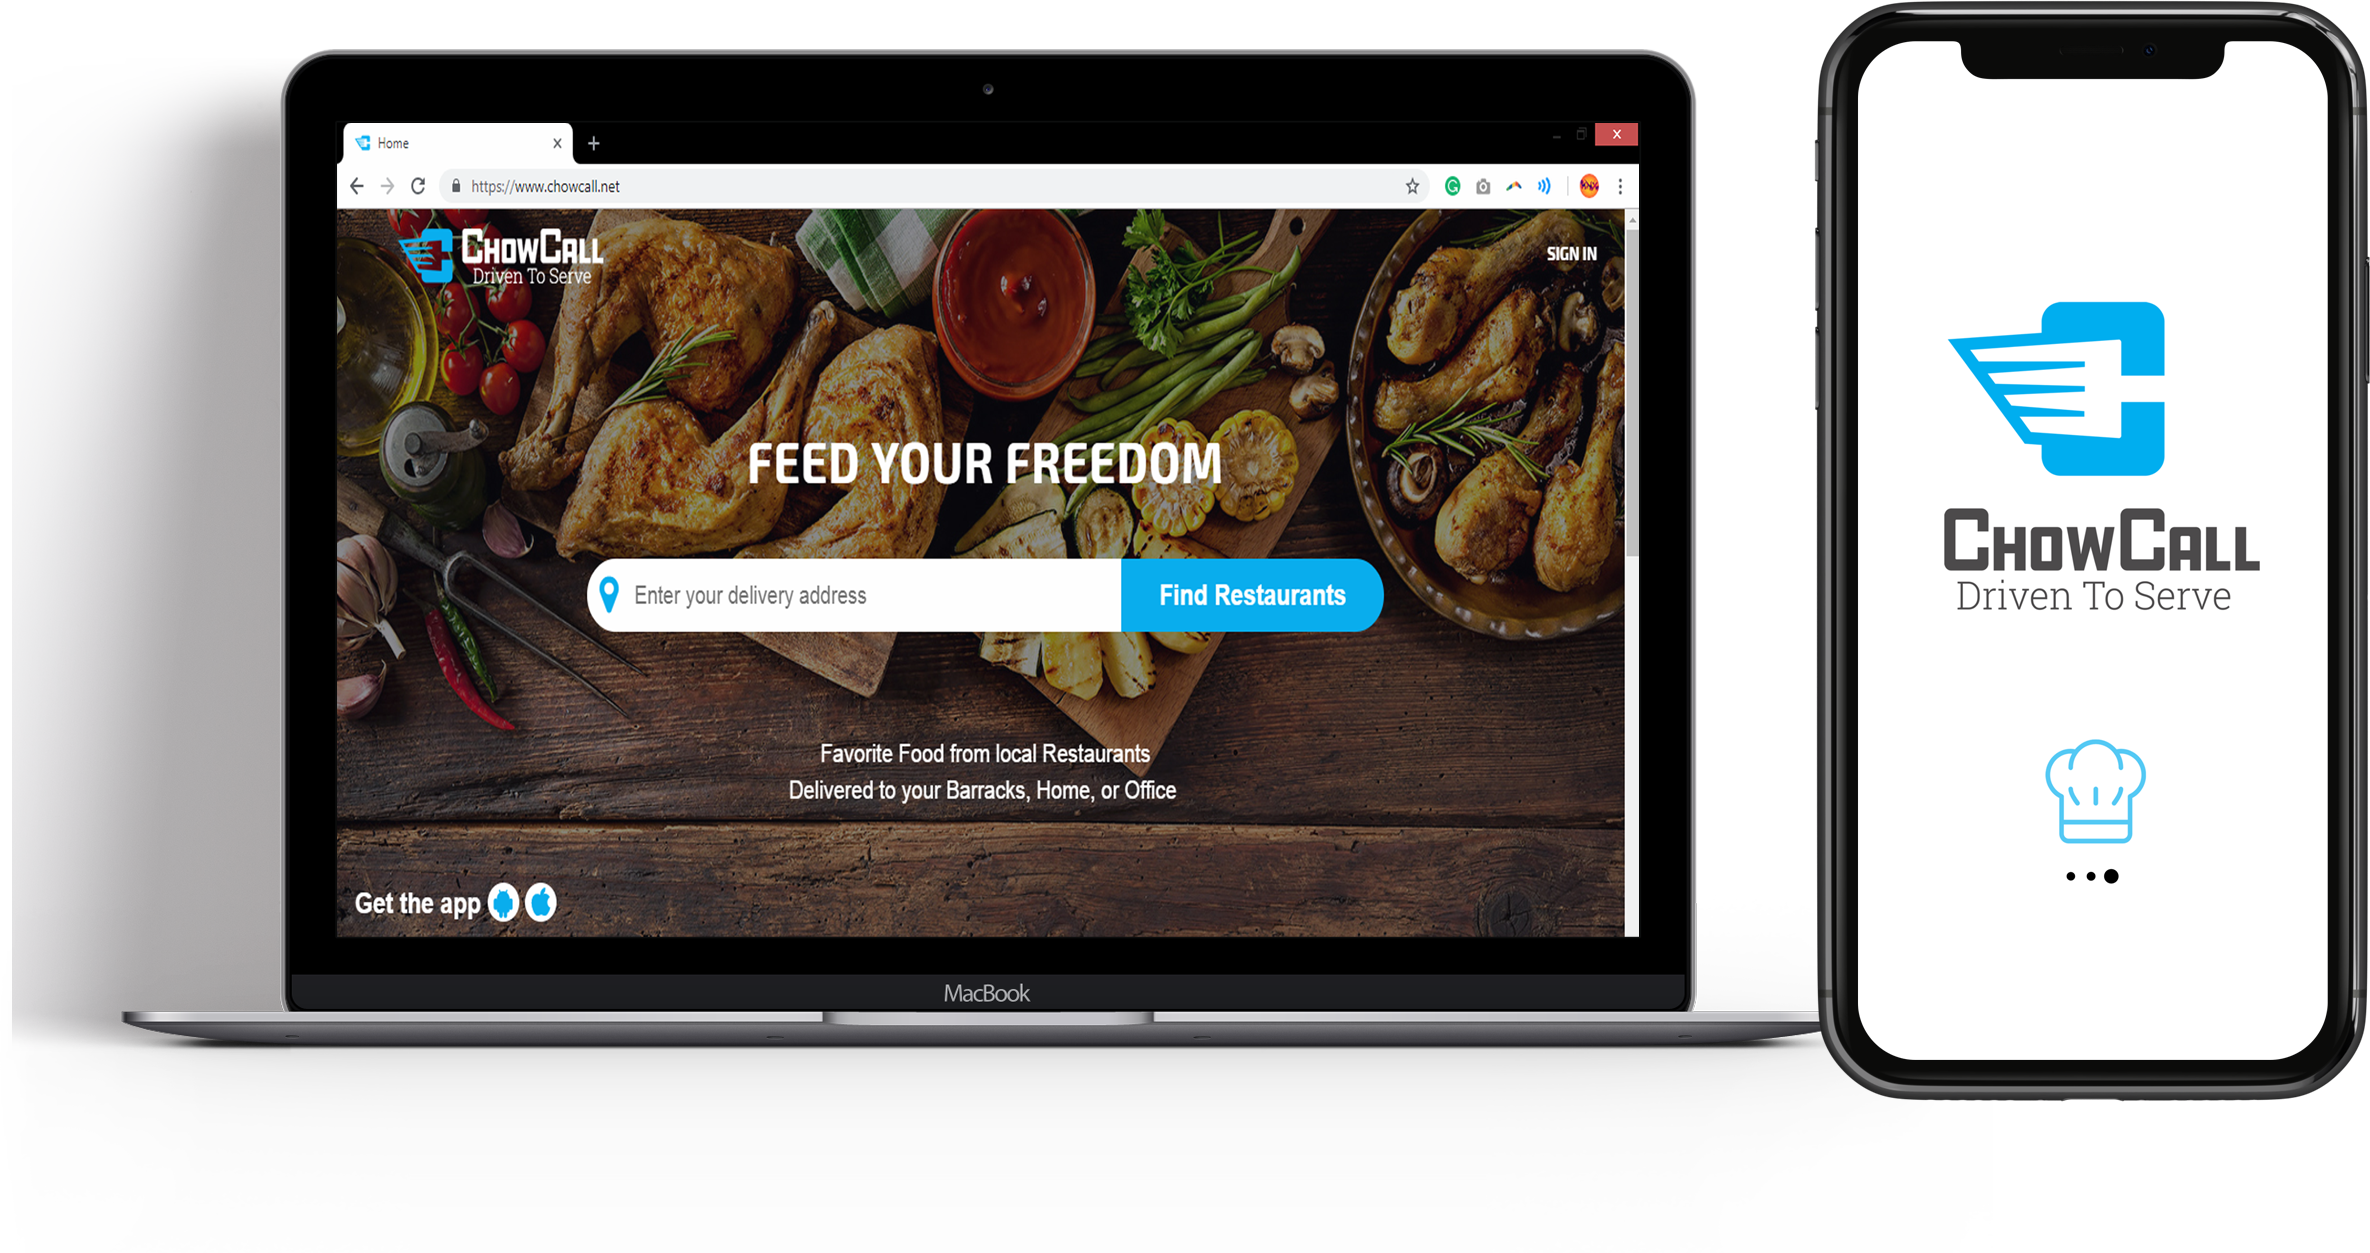 Home
https://www.chowcall.net
CHOWCALL
Driven To Serve
SIGN IN
FEED YOUR FREEDOM
Enter your delivery address
Find Restaurants
Favorite Food from local Restaurants
Delivered to your Barracks, Home, or Office
Get the app
MacBook
CHOWCALL
Driven To Serve